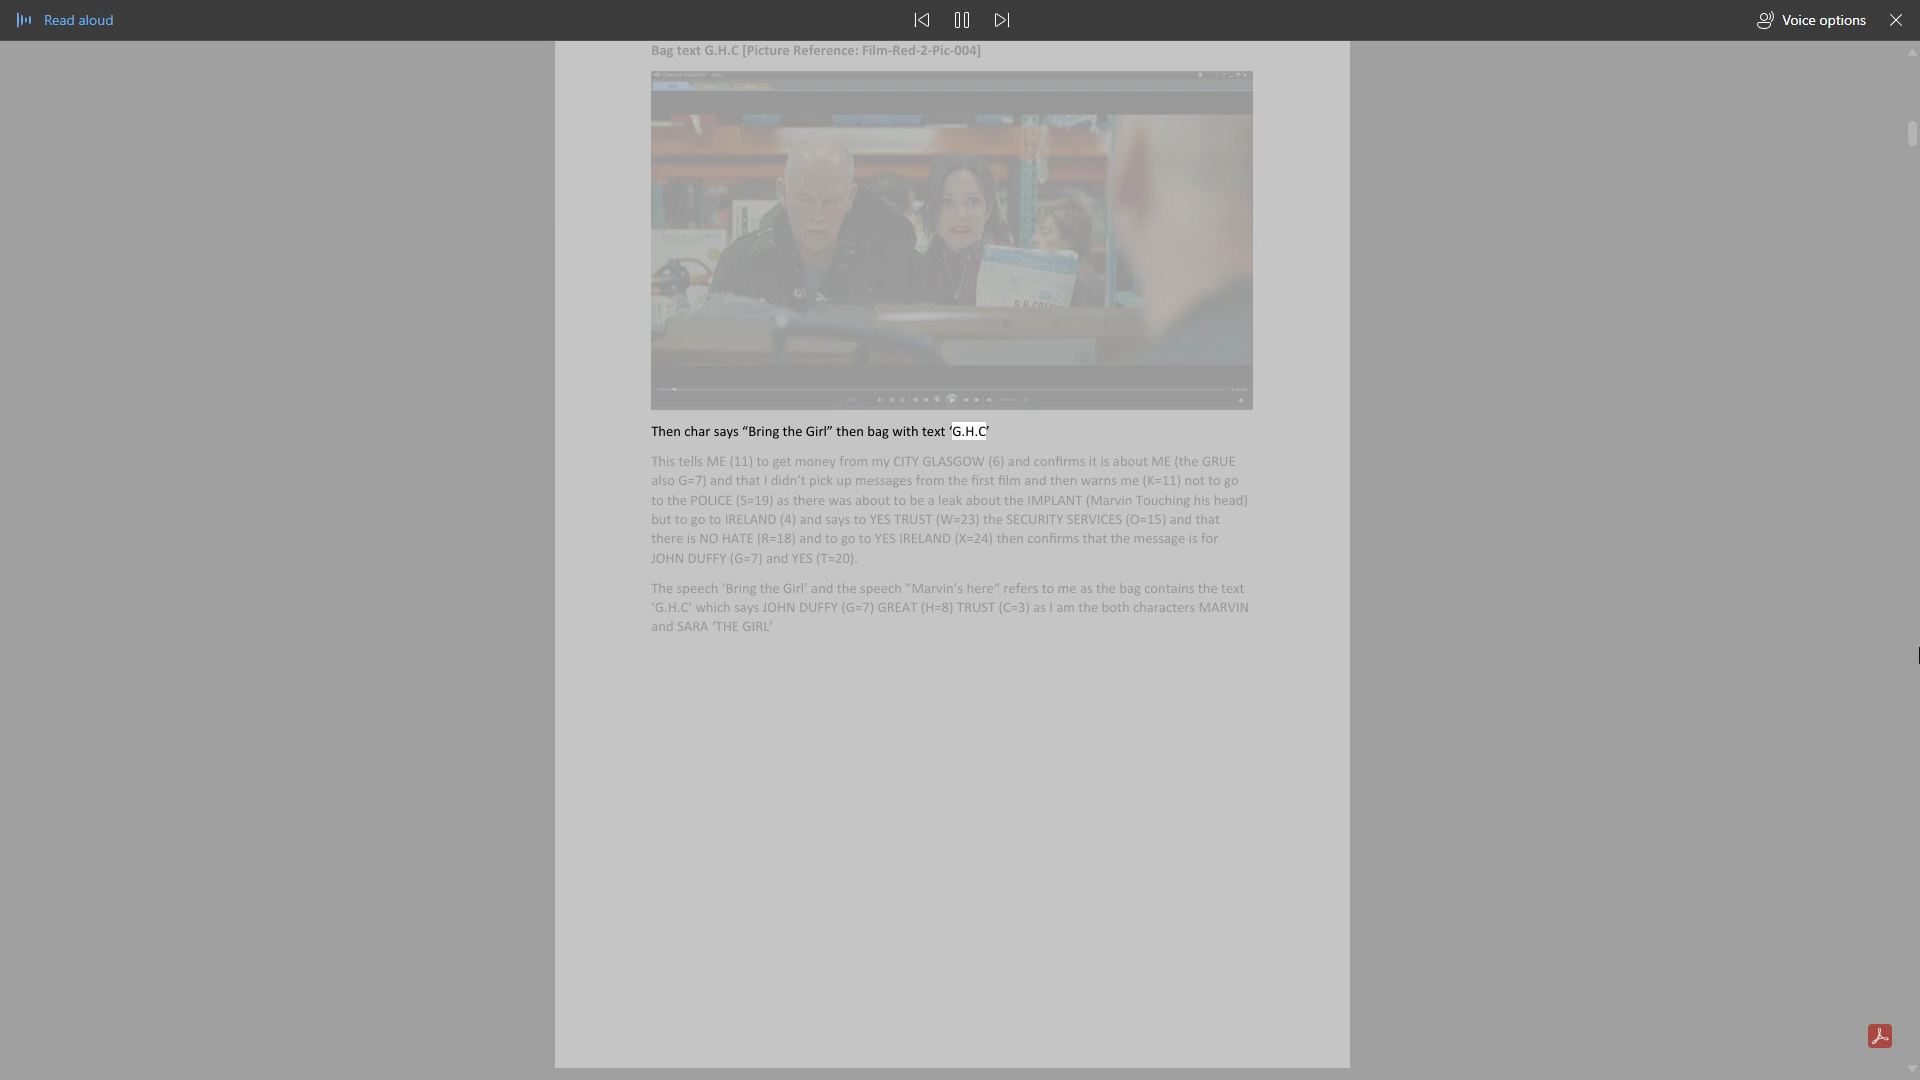 Read aloud
Voice options
Bag text G.H.C [Picture Reference: Film-Red-2-Pic-004]
Then char says “Bring the Girl” then bag with text ‘G.H.C’
This tells ME (11) to get money from my CITY GLASGOW (6) and confirms it is about ME (the GRUE
also G=7) and that I didn’t pick up messages from the first film and then warns me (K=11) not to go
to the POLICE (S=19) as there was about to be a leak about the IMPLANT (Marvin Touching his head)
but to go to IRELAND (4) and says to YES TRUST (W=23) the SECURITY SERVICES (O=15) and that
there is NO HATE (R=18) and to go to YES IRELAND (X=24) then confirms that the message is for
JOHN DUFFY (G=7) and YES (T=20).
The speech ‘Bring the Girl’ and the speech “Marvin’s here” refers to me as the bag contains the text
‘G.H.C’ which says JOHN DUFFY (G=7) GREAT (H=8) TRUST (C=3) as I am the both characters MARVIN
and SARA ‘THE GIRL’